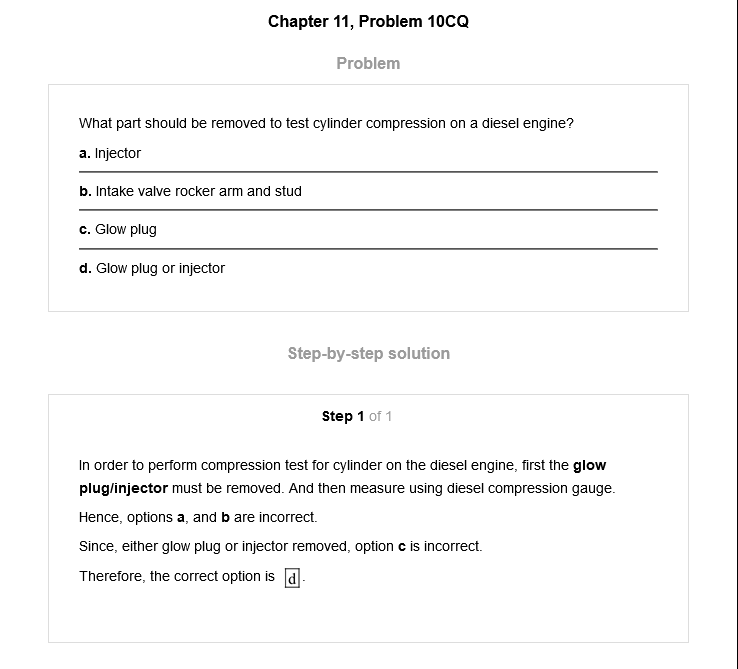 Chapter 11, Problem 10CQ
Problem
What part should be removed to test cylinder compression on a diesel engine?
a. Injector
b. Intake valve rocker arm and stud
c. Glow plug
d. Glow plug or injector
Step-by-step solution
Step 1 of 1
In order to perform compression test for cylinder on the diesel engine, first the glow
plug/injector must be removed. And then measure using diesel compression gauge.
Hence, options a, and b are incorrect.
Since, either glow plug or injector removed, option c is incorrect.
Therefore, the correct option is d.